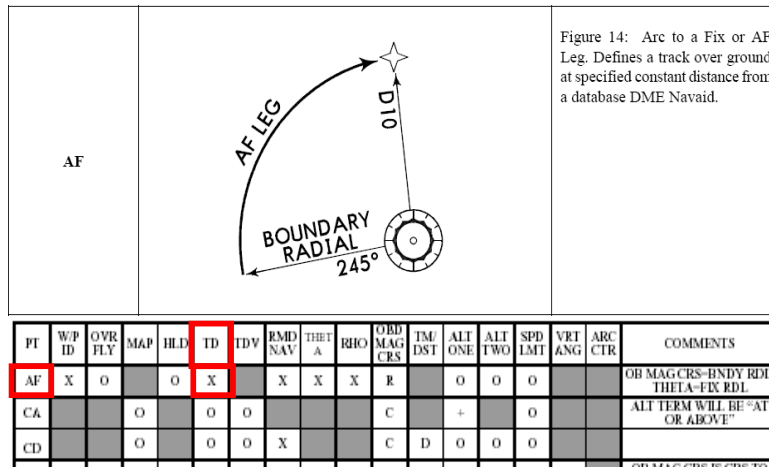 AF
AF LEG
D10
BOUNDARY
RADIAL
245°
Figure 14: Arc to a Fix or AF
Leg. Defines a track over ground
at specified constant distance from
a database DME Navaid.
PT W/P ID OVR FLY MAP HLD TD TDV RMD NAV THET A RHO OBD MAG CRS TM/ DST ALT ONE ALT TWO SPD LMT VRT ANG ARC CTR COMMENTS
AF X O O X X X X R O O O OB MAG CRS=BNDY RDL THETA=FIX RDL
CA O O O C + O ALT TERM WILL BE "AT OR ABOVE"
CD O O O X C D O O O